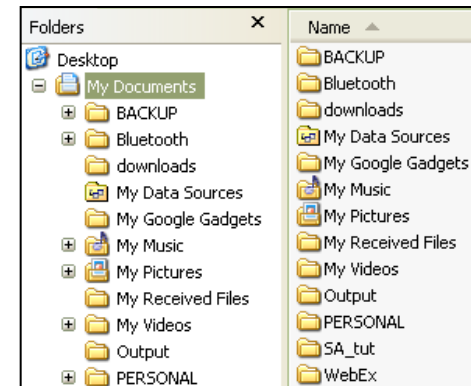 Folders
Desktop
My Documents
BACKUP
Bluetooth
downloads
My Data Sources
My Google Gadgets
My Music
My Pictures
My Received Files
My Videos
Output
PERSONAL
Name
BACKUP
Bluetooth
downloads
My Data Sources
My Google Gadgets
My Music
My Pictures
My Received Files
My Videos
Output
PERSONAL
SA_tut
WebEx